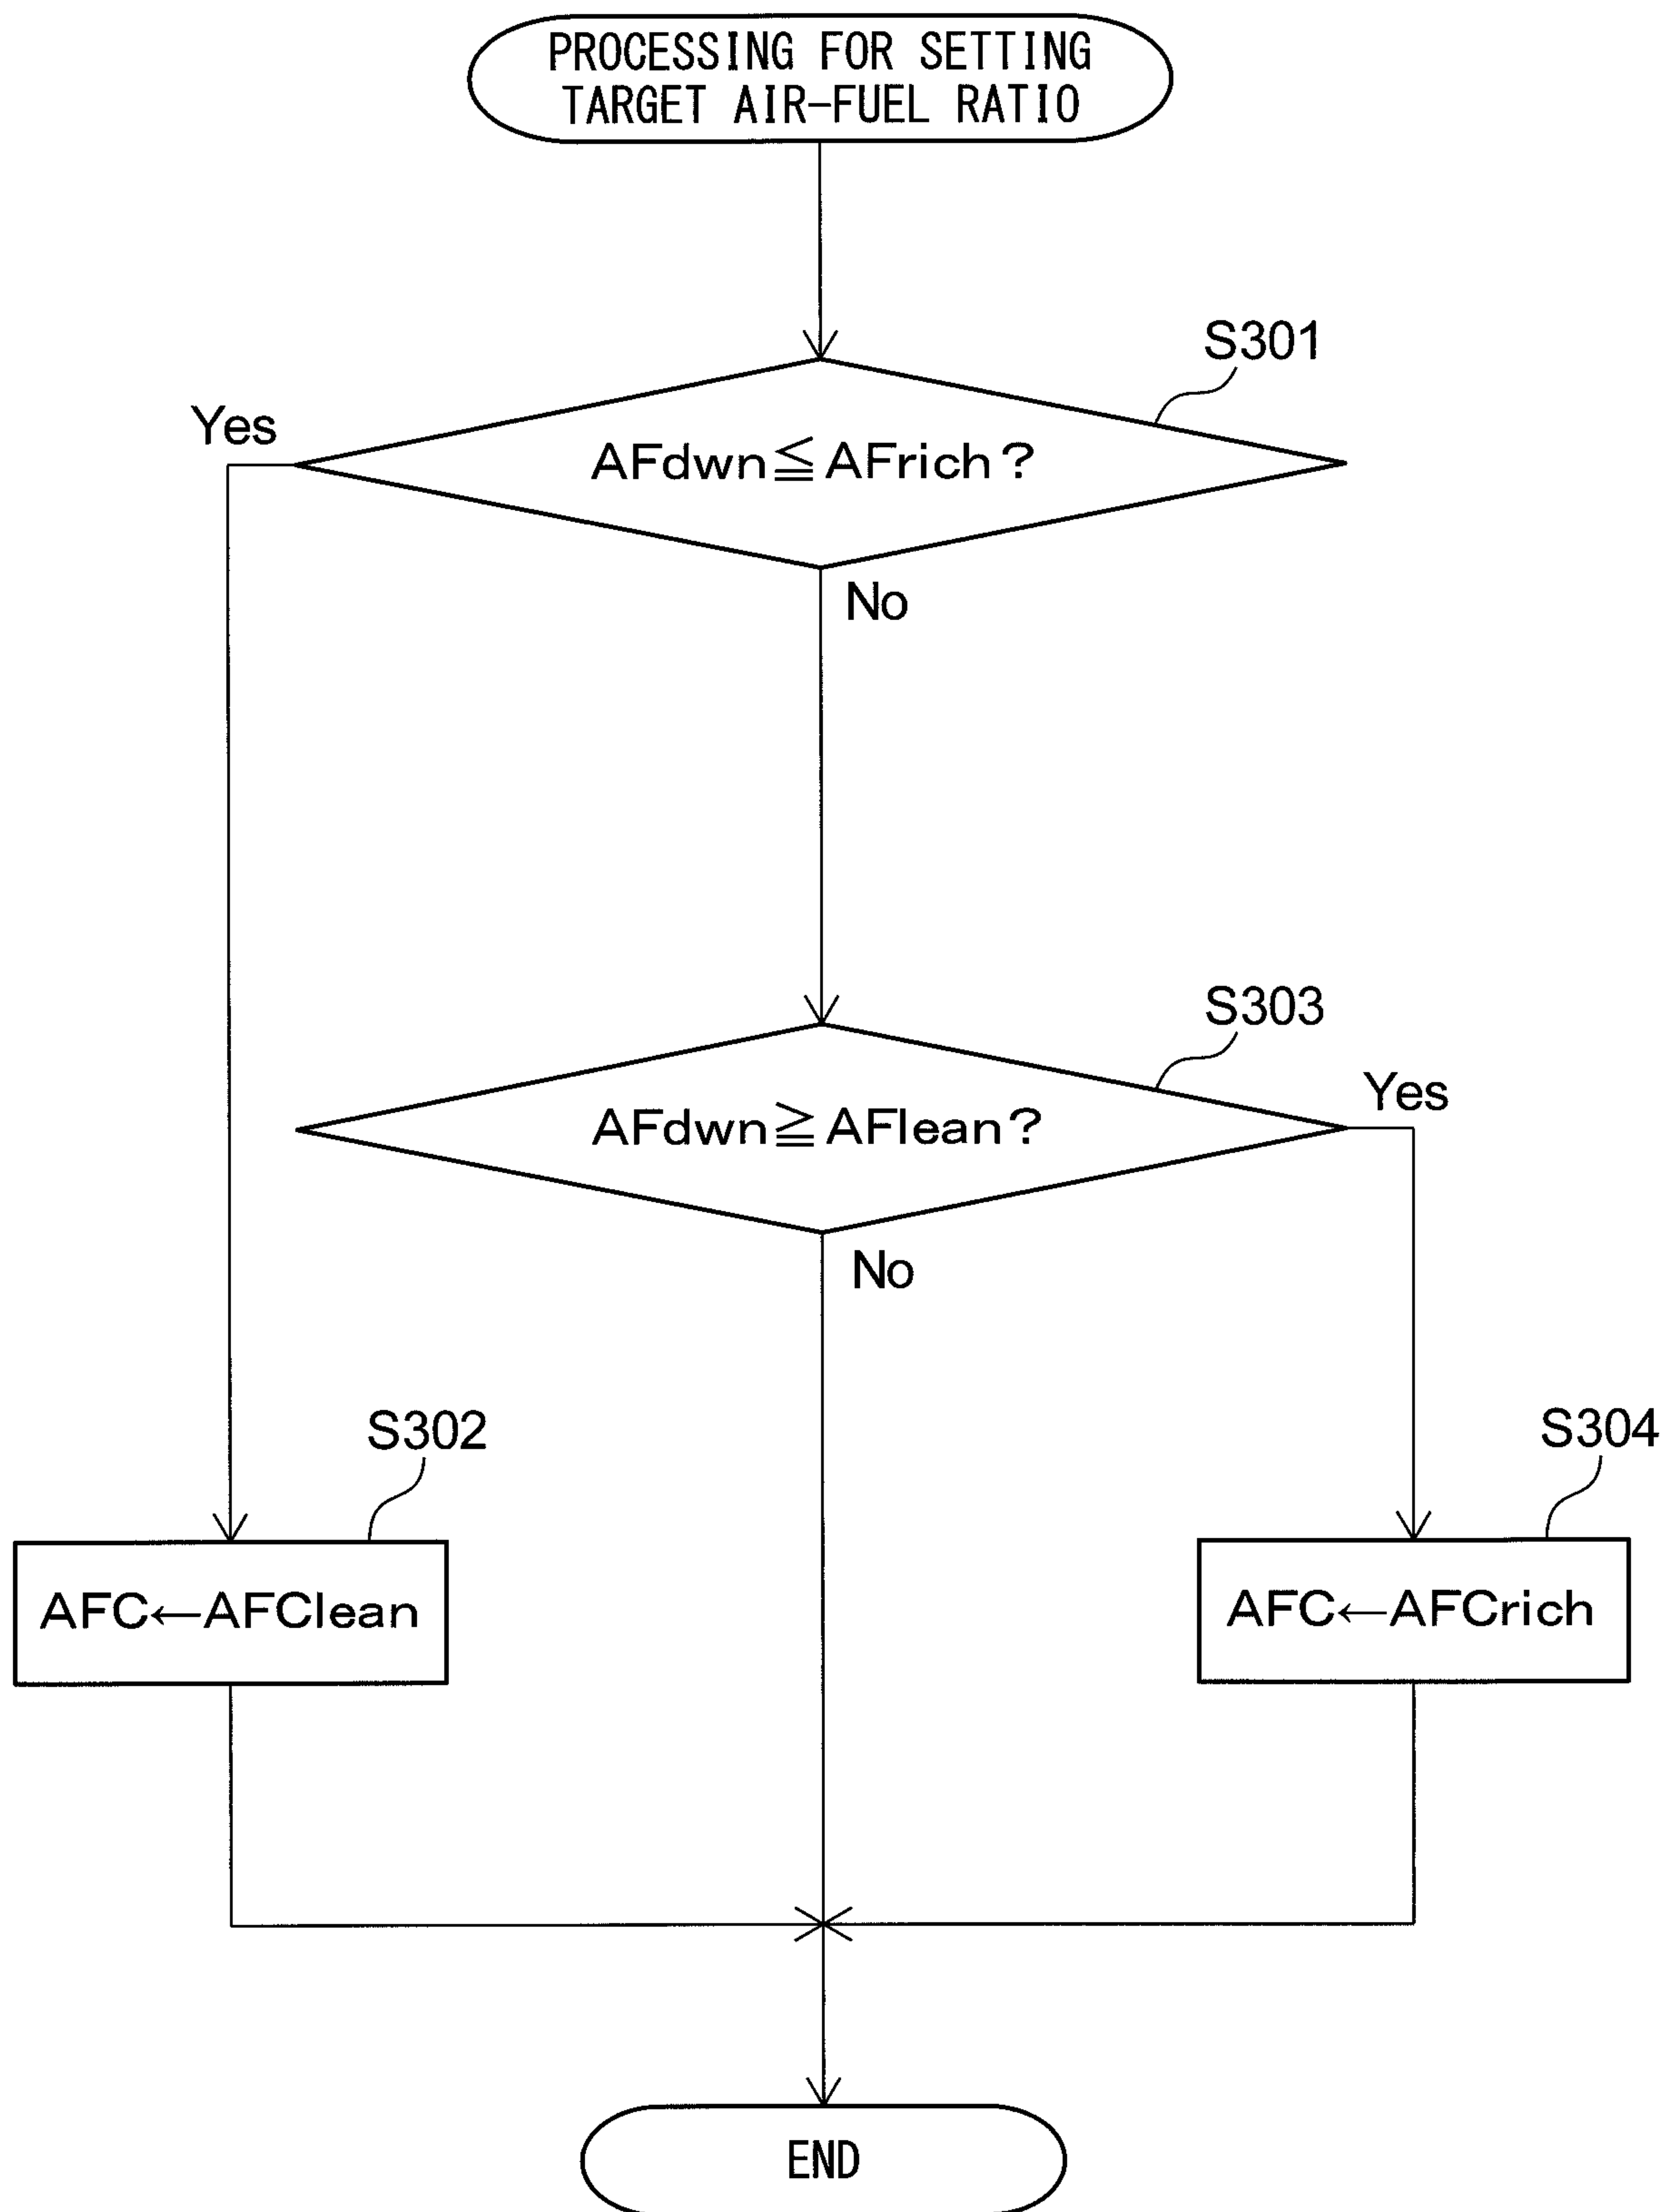 PROCESSING FOR SETTING
TARGET AIR-FUEL RATIO
S301
Yes
AFdwn≦AFrich?
No
S303
Yes
AFdwn≧AFlean?
No
S302
S304
AFC←AFClean
AFC←AFCrich
END